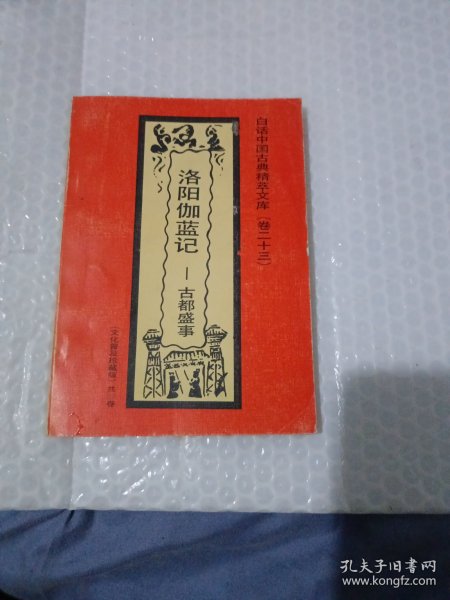 白话中国古典精萃文库（卷二十三）
洛阳伽蓝记
—古都盛事
孔夫子旧书网
www.kongfz.com